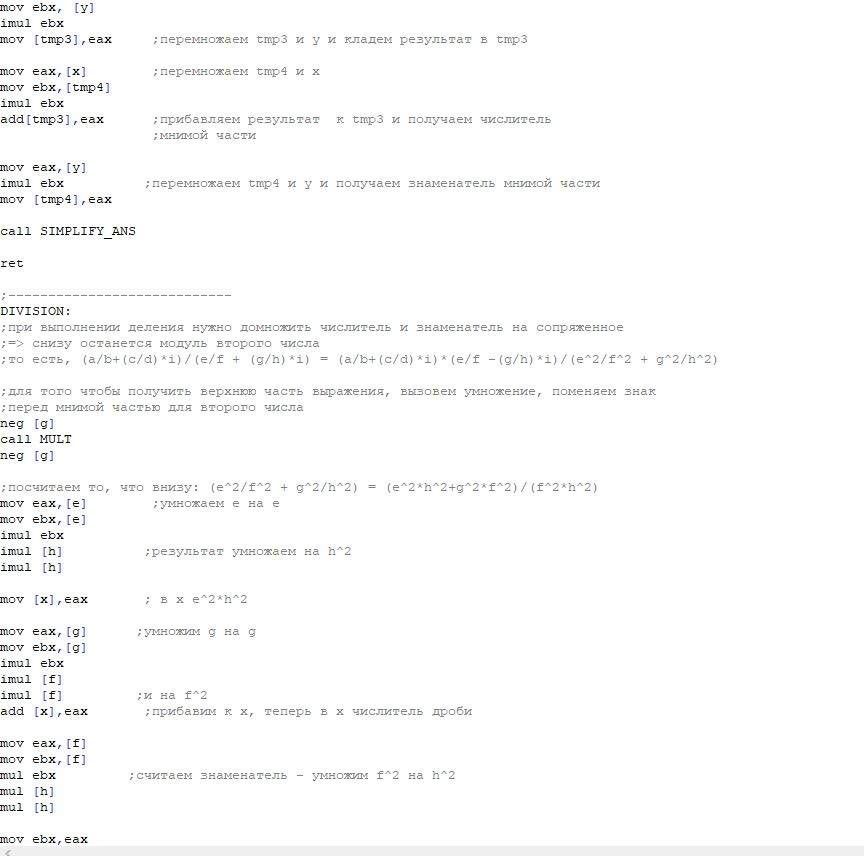 mov ebx, [y]
imul ebx
mov [tmp3],eax ;перемножаем tmp3 и y и кладем результат в tmp3
mov eax,[x] ;перемножаем tmp4 и x
mov ebx,[tmp4]
imul ebx
add[tmp3],eax ;прибавляем результат к tmp3 и получаем числитель
;мнимой части
mov eax,[y]
imul ebx ;перемножаем tmp4 и y и получаем знаменатель мнимой части
mov [tmp4],eax
call SIMPLIFY_ANS
ret
;----------------------------
DIVISION:
;при выполнении деления нужно домножить числитель и знаменатель на сопряженное
;=> снизу останется модуль второго числа
;то есть, (a/b+(c/d)*i)/(e/f + (g/h)*i) = (a/b+(c/d)*i)*(e/f -(g/h)*i)/(e^2/f^2 + g^2/h^2)
;для того чтобы получить верхнюю часть выражения, вызовем умножение, поменяем знак
;перед мнимой частью для второго числа
neg [g]
call MULT
neg [g]
;посчитаем то, что внизу: (e^2/f^2 + g^2/h^2) = (e^2*h^2+g^2*f^2)/(f^2*h^2)
mov eax,[e] ;умножаем e на e
mov ebx,[e]
imul ebx
imul [h] ;результат умножаем на h^2
imul [h]
mov [x],eax ; в x e^2*h^2
mov eax,[g] ;умножим g на g
mov ebx,[g]
imul ebx
imul [f]
imul [f] ;и на f^2
add [x],eax ;прибавим к x, теперь в x числитель дроби
mov eax,[f]
mov ebx,[f]
mul ebx ;считаем знаменатель - умножим f^2 на h^2
mul [h]
mul [h]
mov ebx,eax